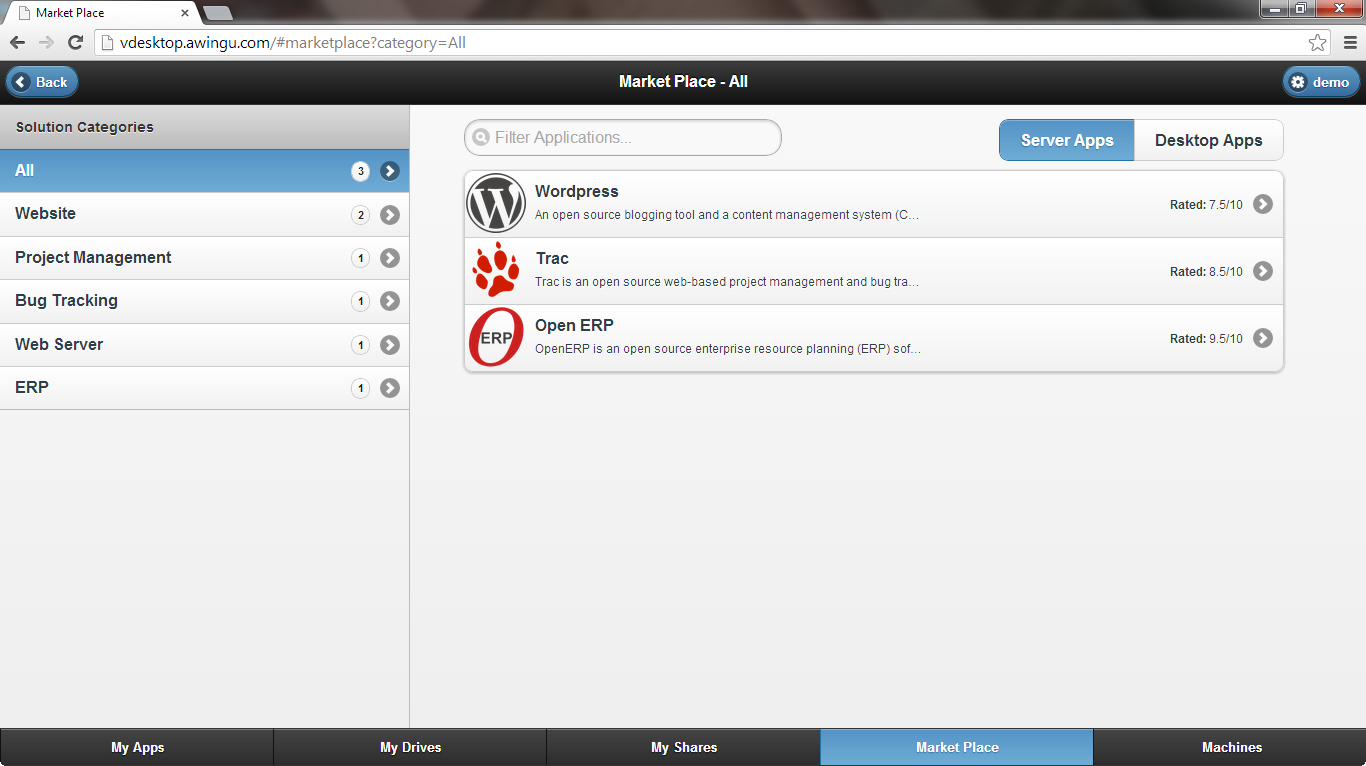 Market Place
vdesktop.awingu.com/#marketplace?category=All
Back
Market Place - All
demo
Solution Categories
All 3
Website 2
Project Management 1
Bug Tracking 1
Web Server 1
ERP 1
Filter Applications...
Server Apps
Desktop Apps
W
Wordpress
An open source blogging tool and a content management system (C...
Rated: 7.5/10
Trac
Trac is an open source web-based project management and bug tra...
Rated: 8.5/10
ERP
Open ERP
OpenERP is an open source enterprise resource planning (ERP) sof...
Rated: 9.5/10
My Apps
My Drives
My Shares
Market Place
Machines